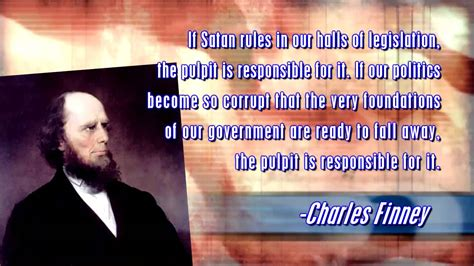 If Satan rules in our halls of legislation,
the pulpit is responsible for it. If our politics
become so corrupt that the very foundations
of our government are ready to fall away,
the pulpit is responsible for it.
-Charles Finney